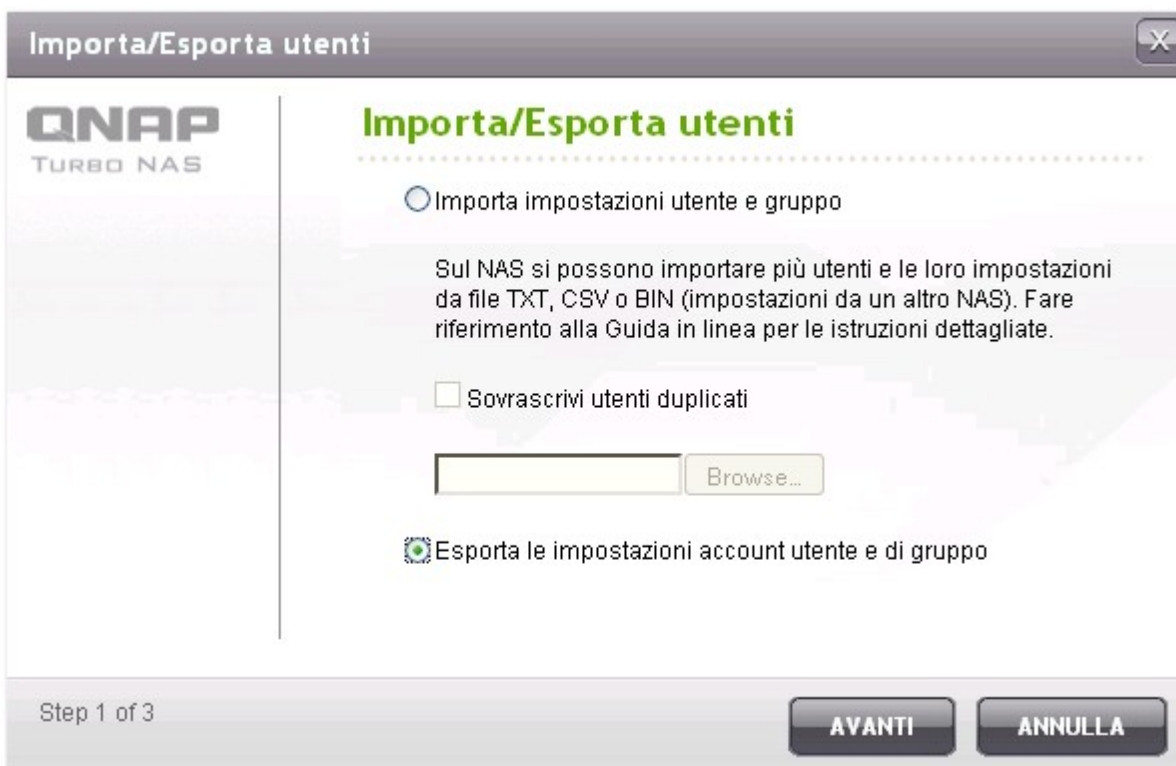 Importa/Esporta utenti
X
QNAP
TURBO NAS
Importa/Esporta utenti
Importa impostazioni utente e gruppo
Sul NAS si possono importare più utenti e le loro impostazioni
da file TXT, CSV o BIN (impostazioni da un altro NAS). Fare
riferimento alla Guida in linea per le istruzioni dettagliate.
Sovrascrivi utenti duplicati
Browse...
Esporta le impostazioni account utente e di gruppo
Step 1 of 3
AVANTI
ANNULLA